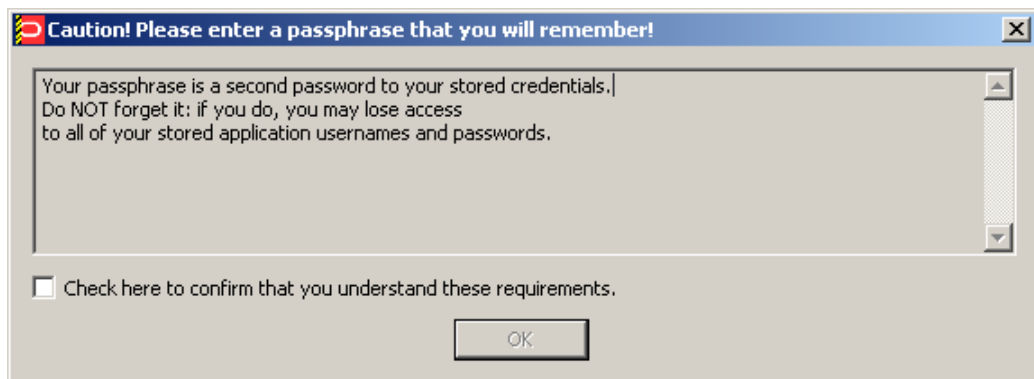 Caution! Please enter a passphrase that you will remember!
Your passphrase is a second password to your stored credentials.
Do NOT forget it: if you do, you may lose access
to all of your stored application usernames and passwords.
Check here to confirm that you understand these requirements.
OK